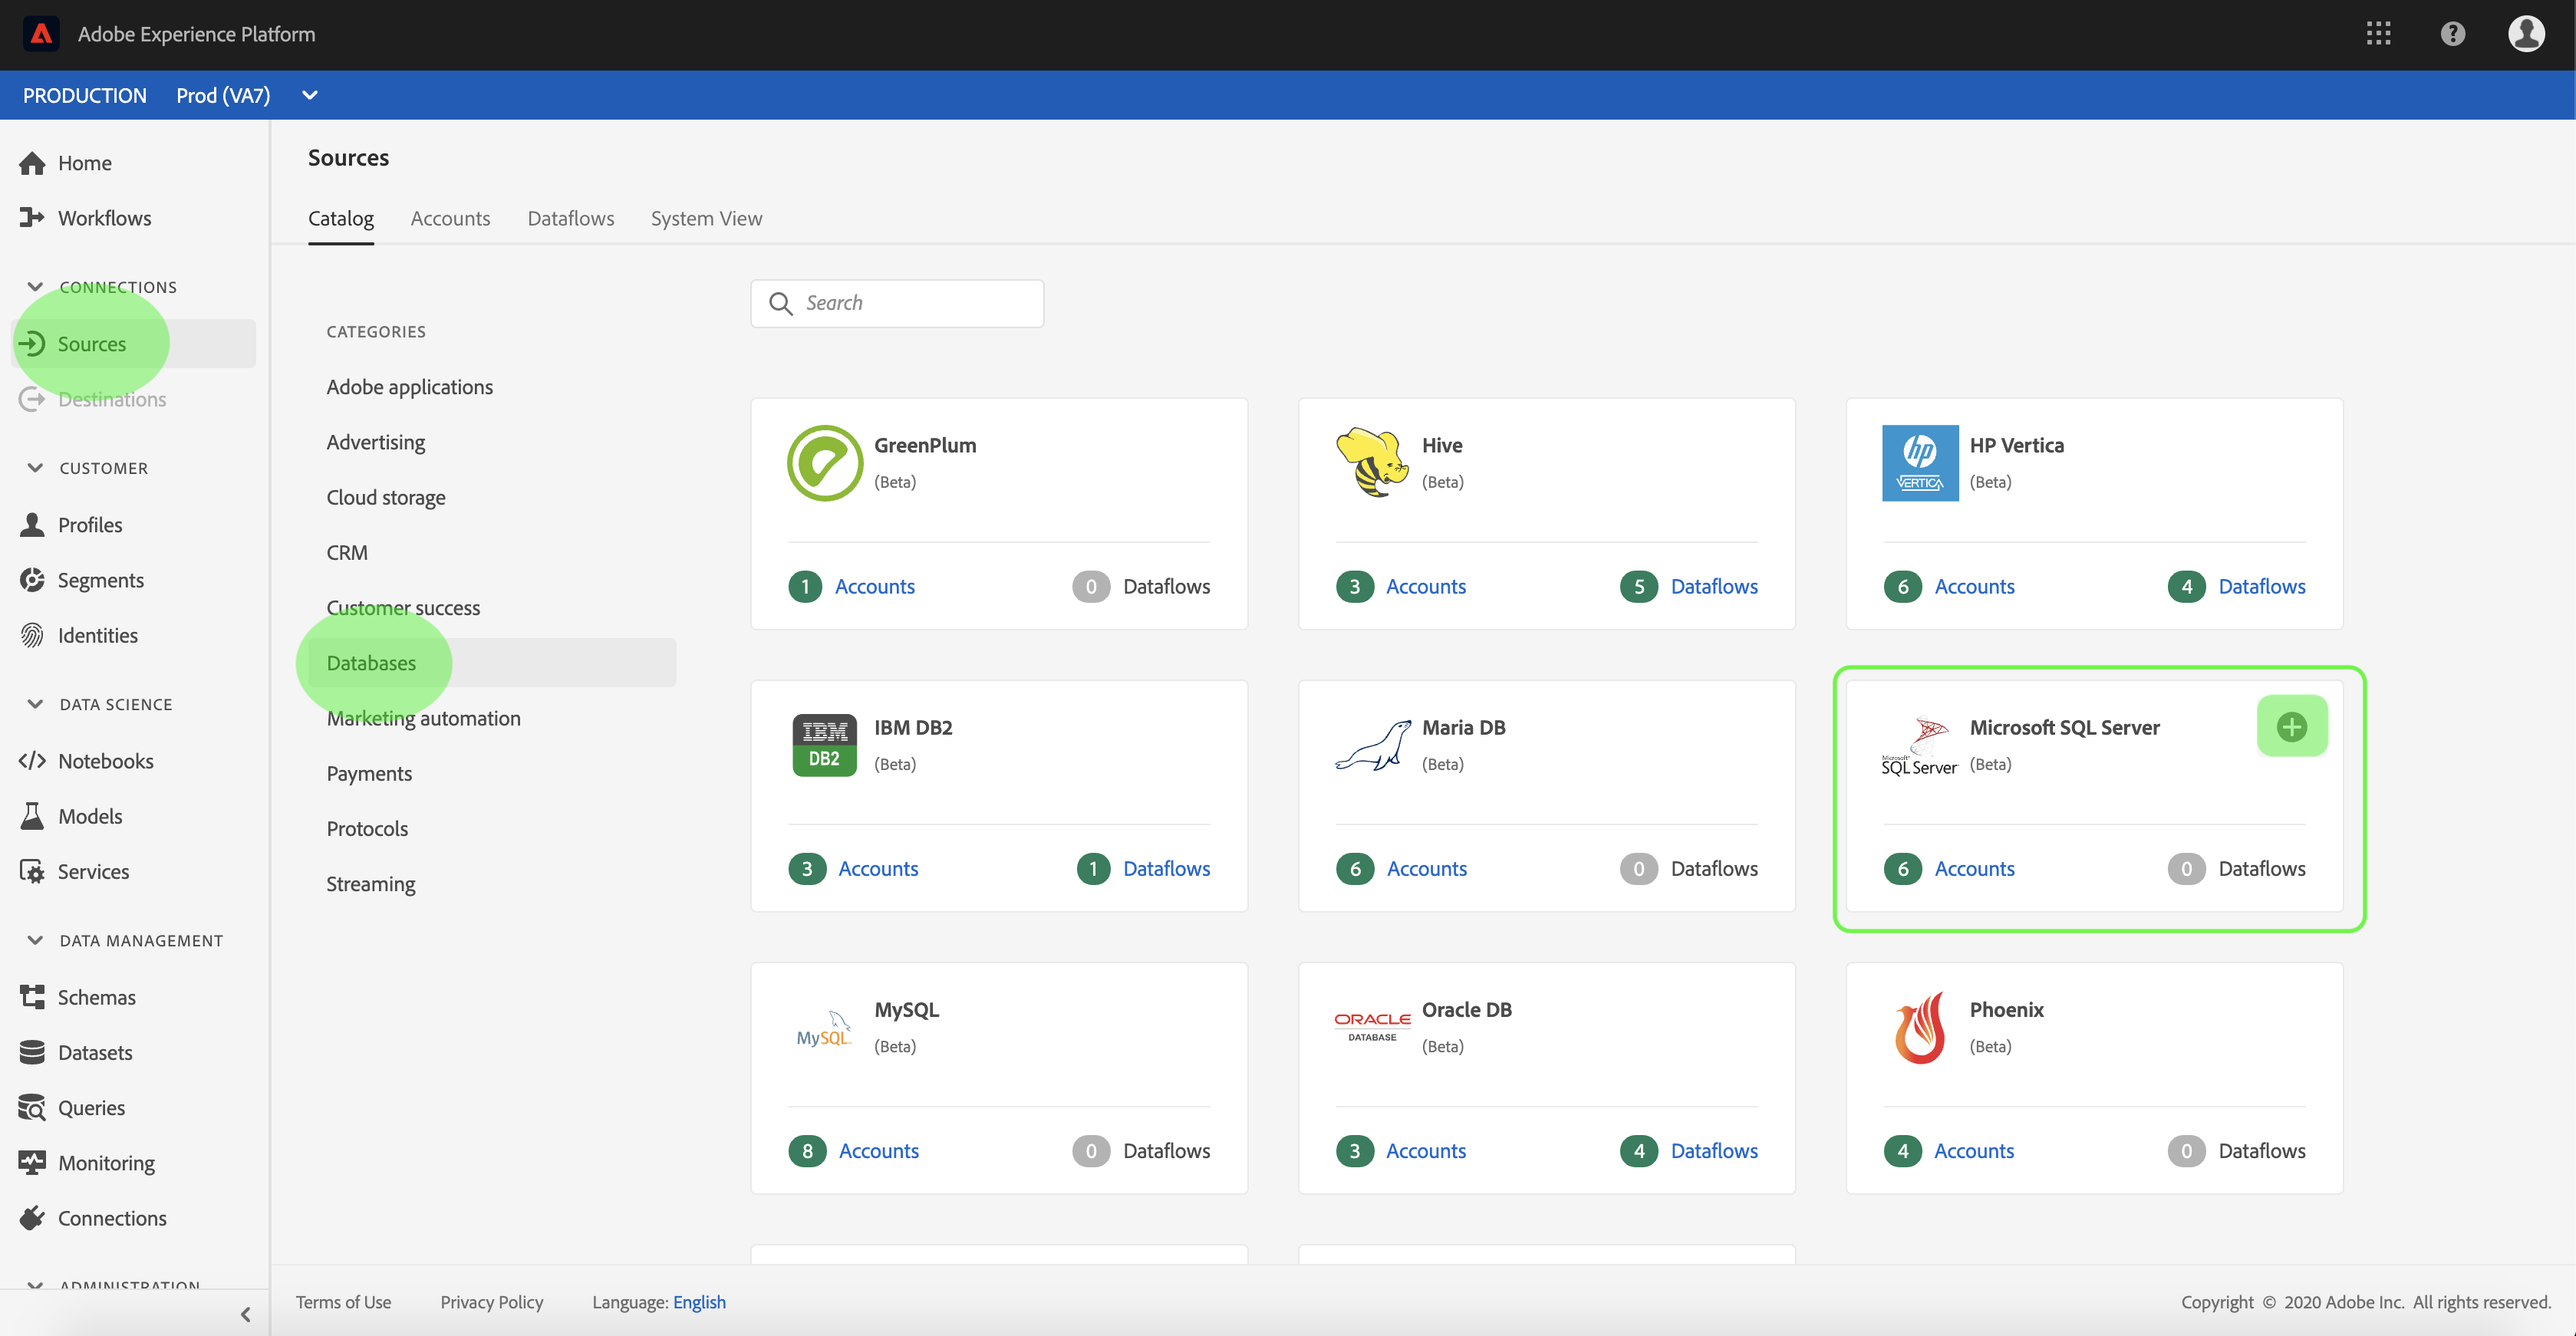 Adobe Experience Platform
PRODUCTION Prod (VA7)
Home
Workflows
CONNECTIONS
Sources
Destinations
CUSTOMER
Profiles
Segments
Identities
DATA SCIENCE
Notebooks
Models
Services
DATA MANAGEMENT
Schemas
Datasets
Queries
Monitoring
Connections
ADMINISTRATION
Sources
Catalog Accounts Dataflows System View
CATEGORIES
Adobe applications
Advertising
Cloud storage
CRM
Customer success
Databases
Marketing automation
Payments
Protocols
Streaming
Search
GreenPlum
(Beta)
1 Accounts 0 Dataflows
Hive
(Beta)
3 Accounts 5 Dataflows
hp
VERTICA
HP Vertica
(Beta)
6 Accounts 4 Dataflows
IBM
DB2
IBM DB2
(Beta)
3 Accounts 1 Dataflows
Maria DB
(Beta)
6 Accounts 0 Dataflows
Microsoft
SQL Server
Microsoft SQL Server
(Beta)
6 Accounts 0 Dataflows
MySQL
MySQL
(Beta)
8 Accounts 0 Dataflows
ORACLE
DATABASE
Oracle DB
(Beta)
3 Accounts 4 Dataflows
Phoenix
(Beta)
4 Accounts 0 Dataflows
Terms of Use Privacy Policy Language: English
Copyright © 2020 Adobe Inc. All rights reserved.